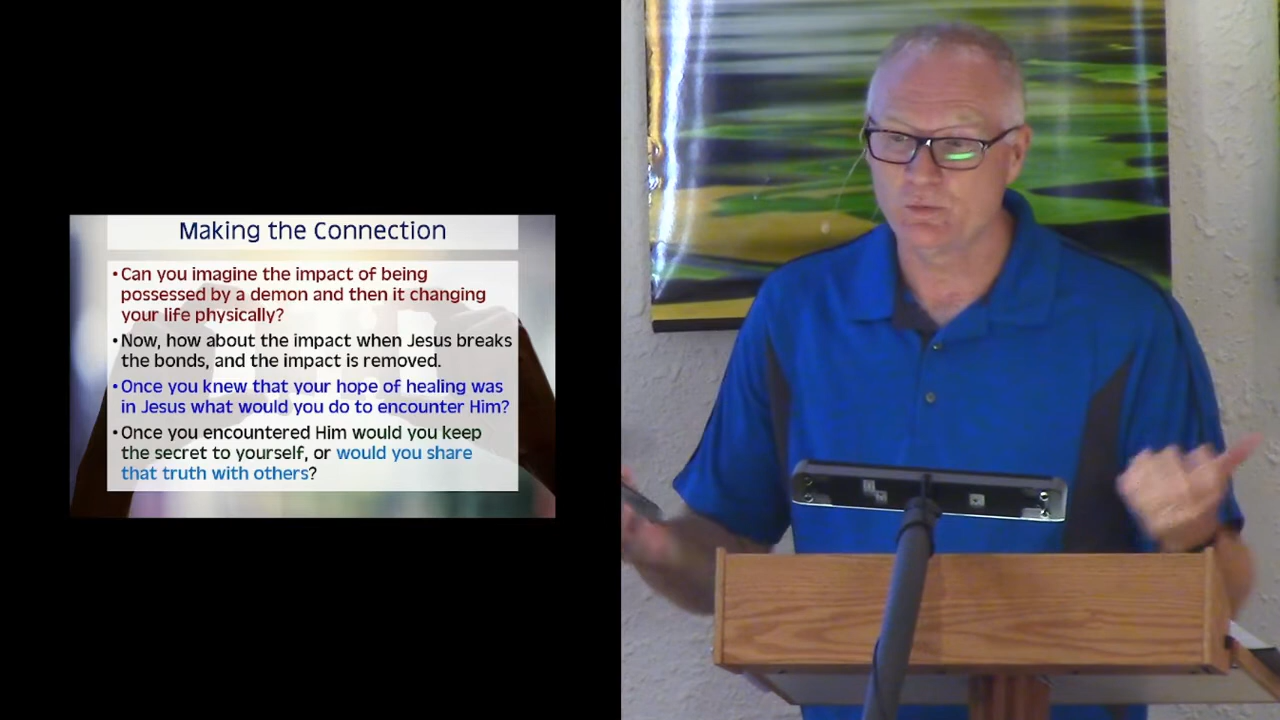 Making the Connection
•Can you imagine the impact of being
possessed by a demon and then it changing
your life physically?
•Now, how about the impact when Jesus breaks
the bonds, and the impact is removed.
•Once you knew that your hope of healing was
in Jesus what would you do to encounter Him?
•Once you encountered Him would you keep
the secret to yourself, or would you share
that truth with others?